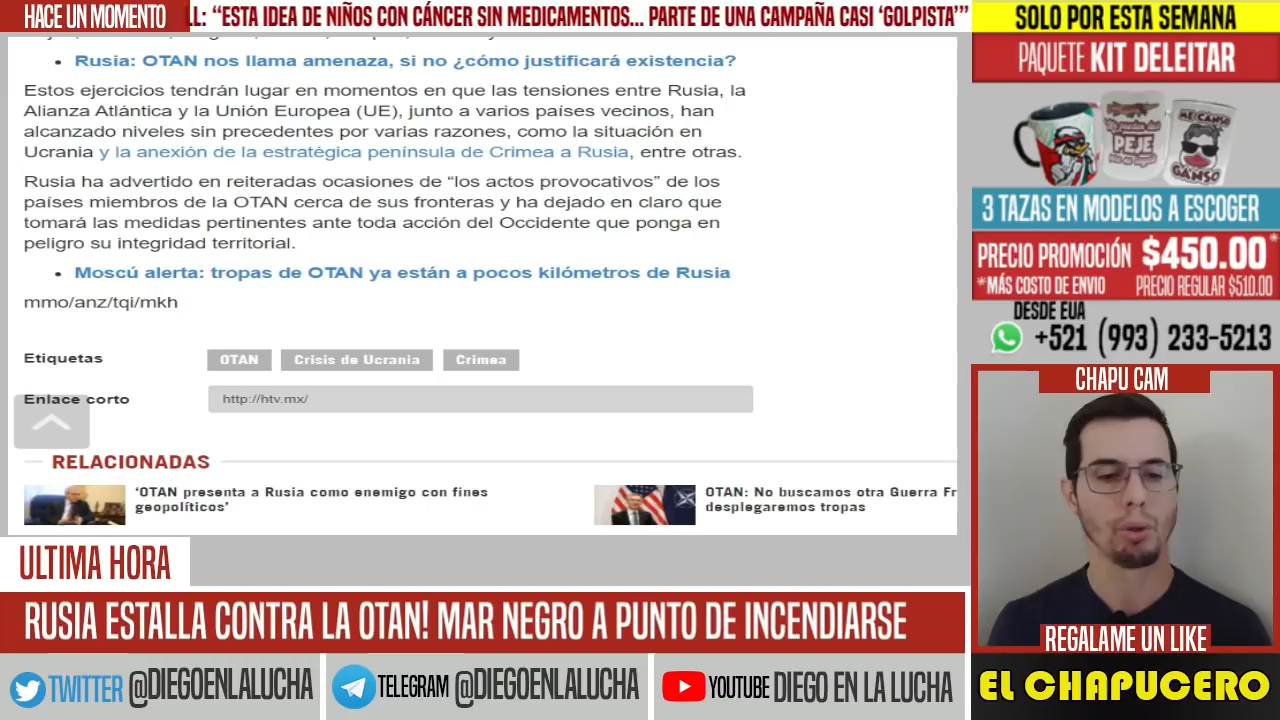 HACE UN MOMENTO
LL: “ESTA IDEA DE NIÑOS CON CÁNCER SIN MEDICAMENTOS... PARTE DE UNA CAMPAÑA CASI ‘GOLPISTA’”
Rusia: OTAN nos llama amenaza, si no ¿cómo justificará existencia?
Estos ejercicios tendrán lugar en momentos en que las tensiones entre Rusia, la
Alianza Atlántica y la Unión Europea (UE), junto a varios países vecinos, han
alcanzado niveles sin precedentes por varias razones, como la situación en
Ucrania y la anexión de la estratégica península de Crimea a Rusia, entre otras.
Rusia ha advertido en reiteradas ocasiones de “los actos provocativos” de los
países miembros de la OTAN cerca de sus fronteras y ha dejado en claro que
tomará las medidas pertinentes ante toda acción del Occidente que ponga en
peligro su integridad territorial.
Moscú alerta: tropas de OTAN ya están a pocos kilómetros de Rusia
mmo/anz/tqi/mkh
Etiquetas
OTAN
Crisis de Ucrania
Crimea
Enlace corto
http://htv.mx/
RELACIONADAS
‘OTAN presenta a Rusia como enemigo con fines
geopolíticos’
OTAN: No buscamos otra Guerra Fr
desplegaremos tropas
ULTIMA HORA
RUSIA ESTALLA CONTRA LA OTAN! MAR NEGRO A PUNTO DE INCENDIARSE
TWITTER @DIEGOENLALUCHA
TELEGRAM @DIEGOENLALUCHA
YOUTUBE DIEGO EN LA LUCHA
SOLO POR ESTA SEMANA
PAQUETE KIT DELEITAR
PEJE
ME CANSO
GANSO
3 TAZAS EN MODELOS A ESCOGER
PRECIO PROMOCIÓN $450.00*
*MÁS COSTO DE ENVIO PRECIO REGULAR $510.00
DESDE EUA
+521 (993) 233-5213
CHAPU CAM
REGALAME UN LIKE
EL CHAPUCERO